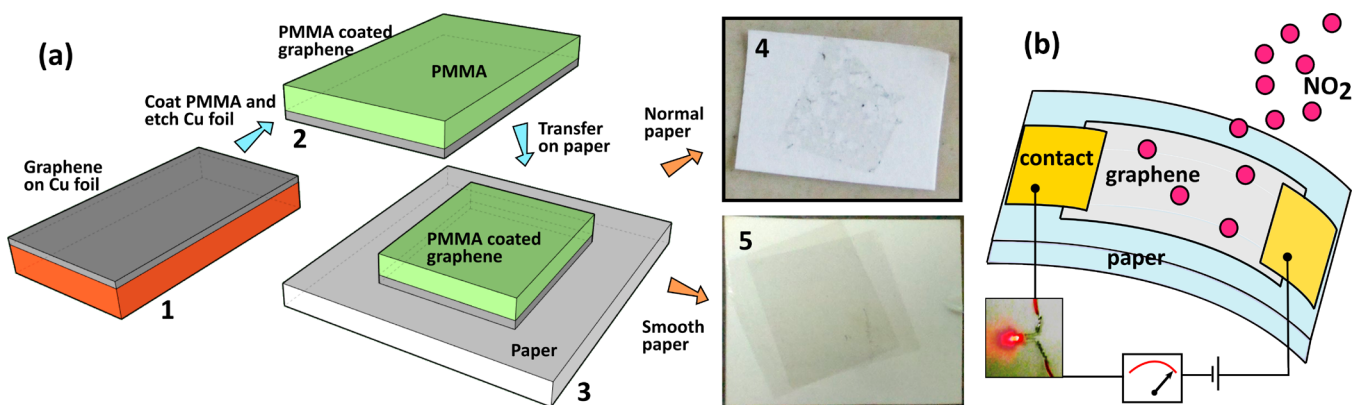 (a)
Graphene
on Cu foil
1
Coat PMMA and
etch Cu foil
PMMA coated
graphene
PMMA
2
Transfer
on paper
PMMA coated
graphene
Paper
3
Normal
paper
Smooth
paper
4
5
(b)
NO2
contact
graphene
paper